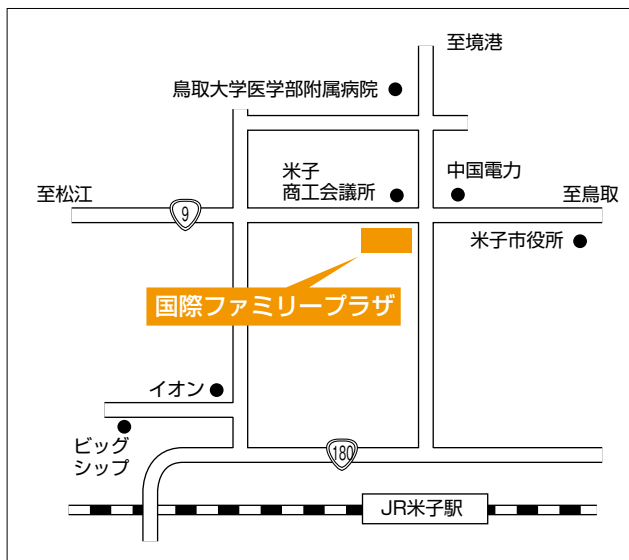 至境港
鳥取大学医学部附属病院
米子
商工会議所
中国電力
至松江
至鳥取
9
米子市役所
国際ファミリープラザ
イオン
ビッグ
シップ
180
JR米子駅